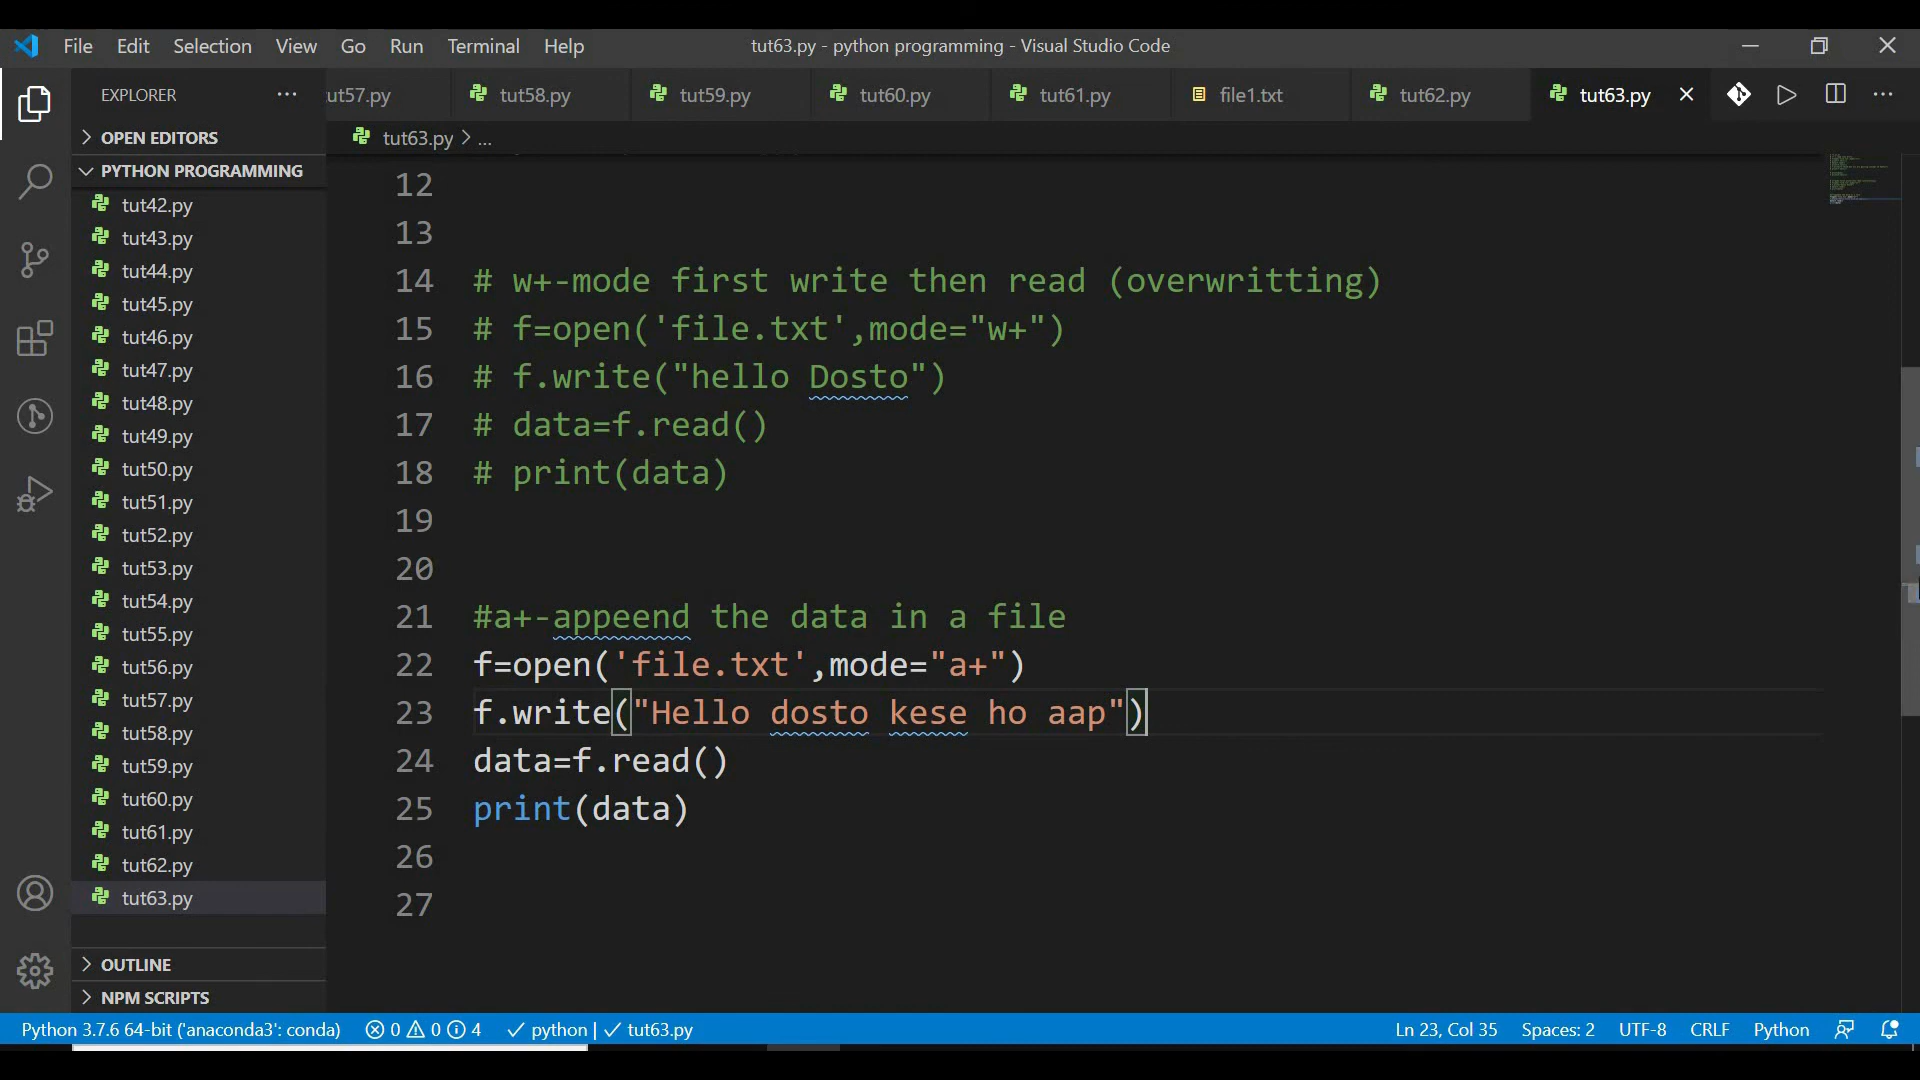 File Edit Selection View Go Run Terminal Help tut63.py - python programming - Visual Studio Code
EXPLORER ... ut57.py tut58.py tut59.py tut60.py tut61.py file1.txt tut62.py tut63.py
OPEN EDITORS
tut63.py > ...
PYTHON PROGRAMMING
tut42.py
tut43.py
tut44.py
tut45.py
tut46.py
tut47.py
tut48.py
tut49.py
tut50.py
tut51.py
tut52.py
tut53.py
tut54.py
tut55.py
tut56.py
tut57.py
tut58.py
tut59.py
tut60.py
tut61.py
tut62.py
tut63.py
OUTLINE
NPM SCRIPTS
12
13
14 # w+-mode first write then read (overwritting)
15 # f=open('file.txt',mode="w+")
16 # f.write("hello Dosto")
17 # data=f.read()
18 # print(data)
19
20
21 #a+-appeend the data in a file
22 f=open('file.txt',mode="a+")
23 f.write("Hello dosto kese ho aap")
24 data=f.read()
25 print(data)
26
27
Python 3.7.6 64-bit ('anaconda3': conda) 0 0 4 python | tut63.py Ln 23, Col 35 Spaces: 2 UTF-8 CRLF Python